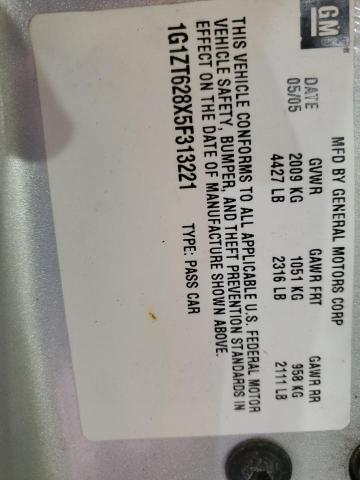 GM
MFD BY GENERAL MOTORS CORP
DATE GVWR GAWR FRT GAWR RR
05/05 2009 KG 1051 KG 958 KG
4427 LB 2316 LB 2111 LB
THIS VEHICLE CONFORMS TO ALL APPLICABLE U.S. FEDERAL MOTOR
VEHICLE SAFETY, BUMPER, AND THEFT PREVENTION STANDARDS IN
EFFECT ON THE DATE OF MANUFACTURE SHOWN ABOVE.
1G1ZT628X5F313221 TYPE: PASS CAR